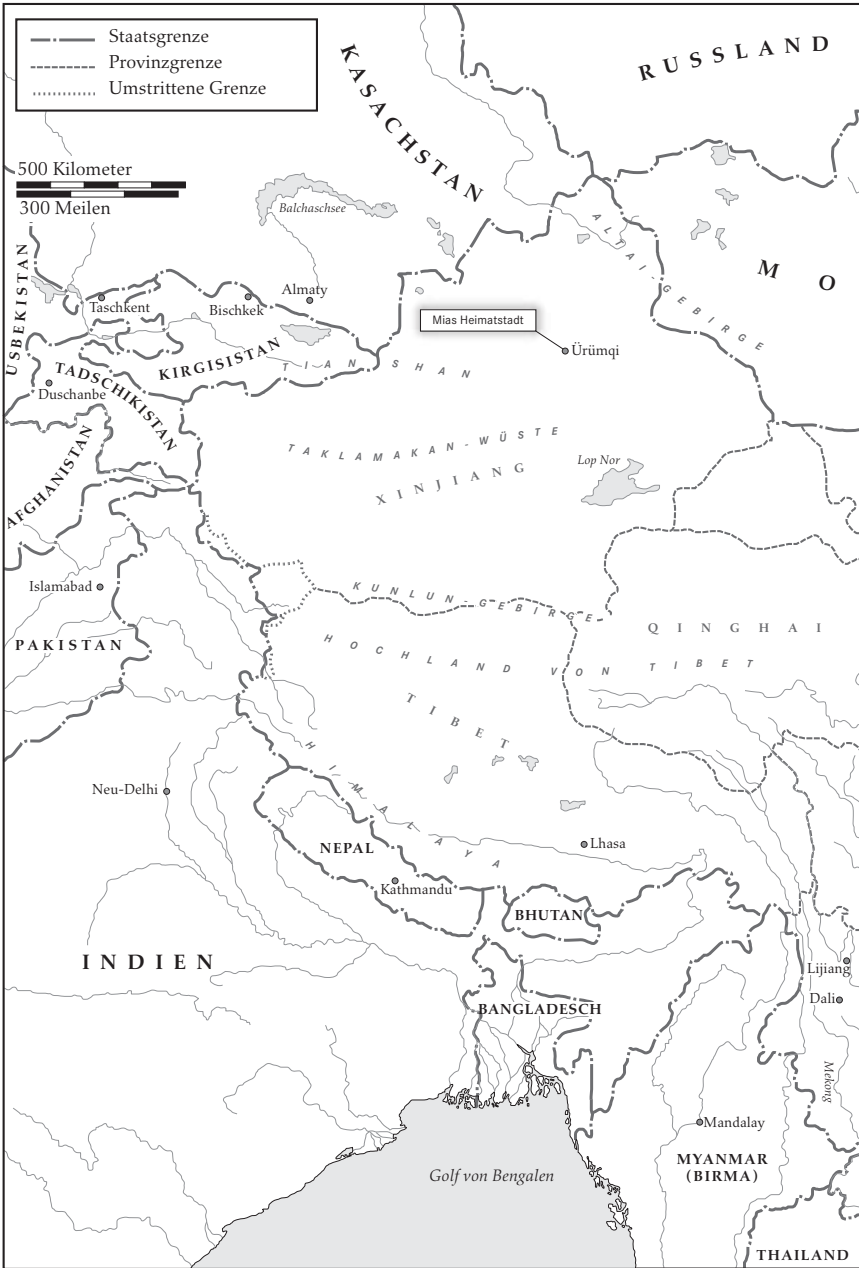 Staatsgrenze
Provinzgrenze
Umstrittene Grenze
500 Kilometer
300 Meilen
KASACHSTAN
RUSSLAND
Balchaschsee
ALTAI-GEBIRGE
M O
USBEKISTAN
Taschkent
Bischkek
Almaty
Mias Heimatstadt
Ürümqi
KIRGISISTAN
TIAN SHAN
TADSCHIKISTAN
Duschanbe
AFGHANISTAN
TAKLAMAKAN-WÜSTE
XINJIANG
Lop Nor
Islamabad
KUNLUN-GEBIRGE
PAKISTAN
QINGHAI
HOCHLAND VON TIBET
TIBET
HIMALAYA
Neu-Delhi
NEPAL
Lhasa
Kathmandu
BHUTAN
INDIEN
Lijiang
Dali
BANGLADESCH
Mekong
Mandalay
MYANMAR
(BIRMA)
Golf von Bengalen
THAILAND